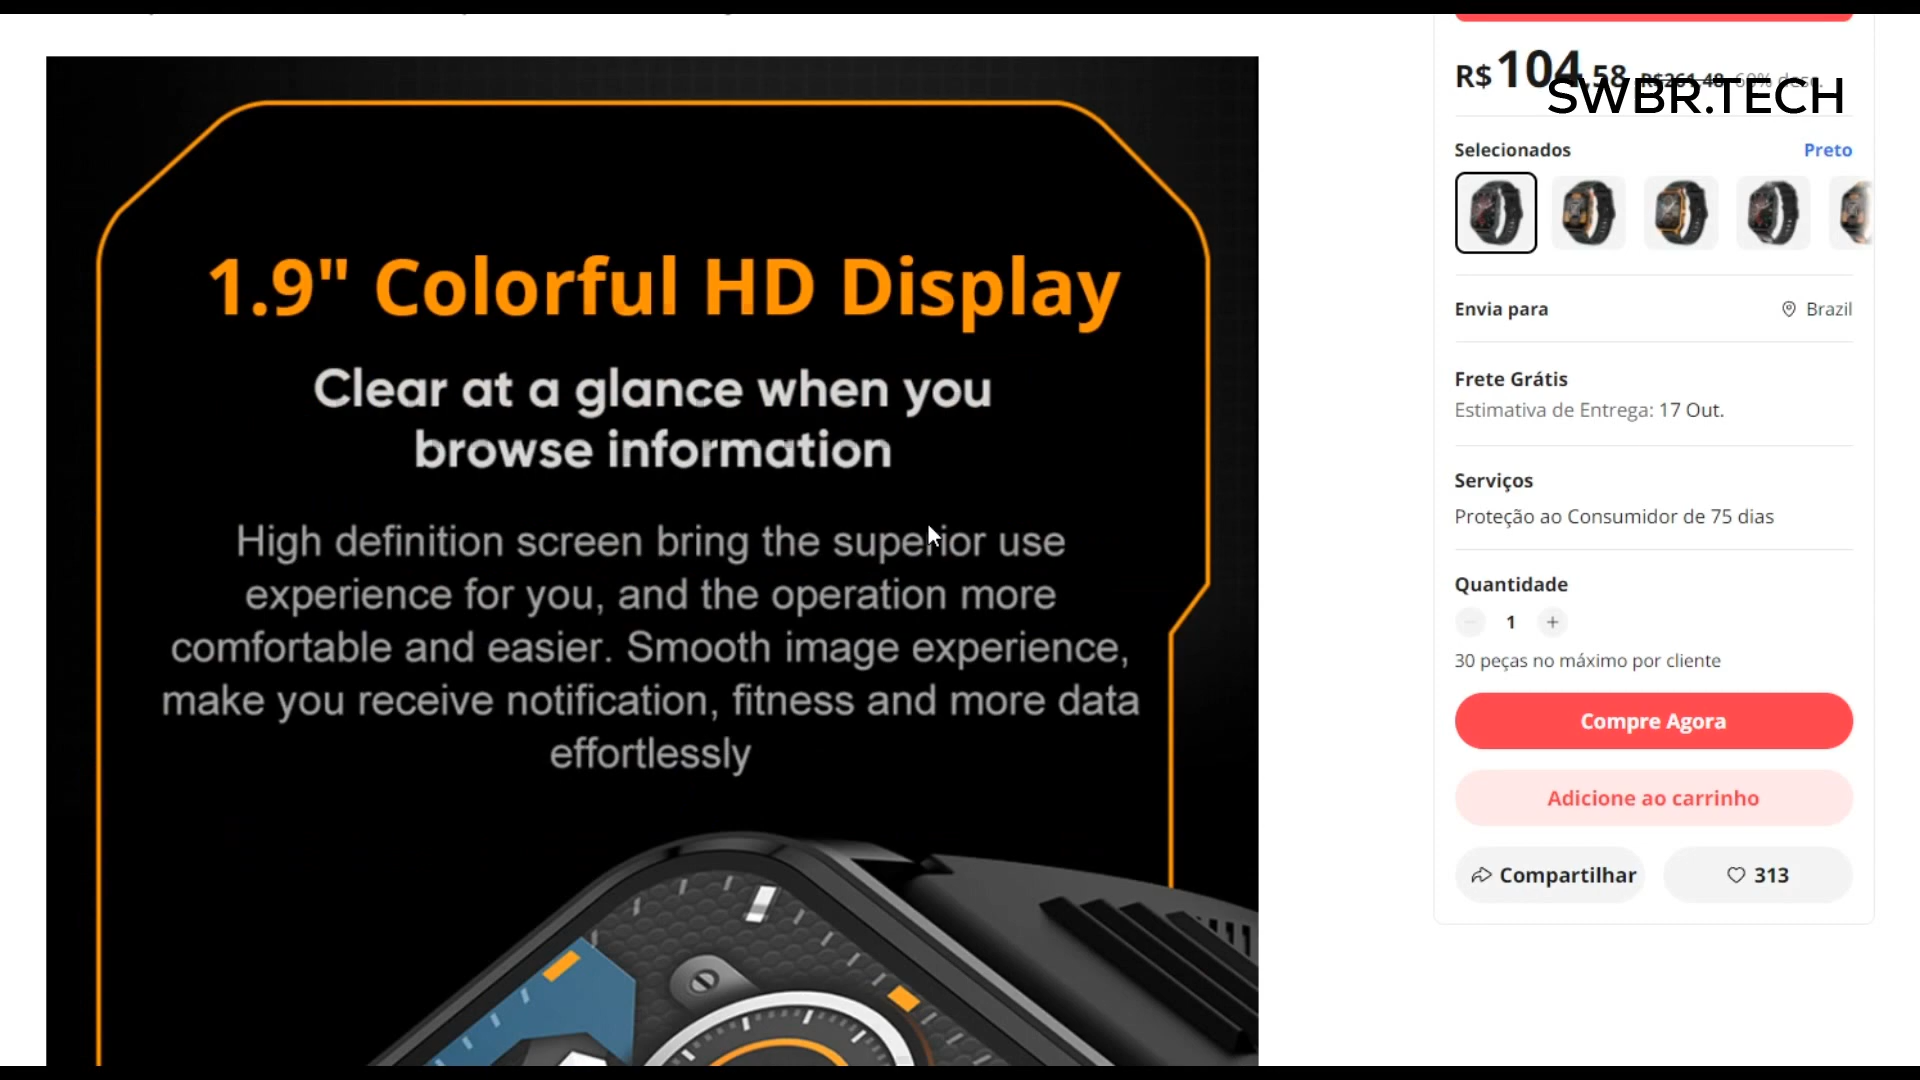 1.9" Colorful HD Display
Clear at a glance when you
browse information
High definition screen bring the superior use
experience for you, and the operation more
comfortable and easier. Smooth image experience,
make you receive notification, fitness and more data
effortlessly
R$104,58 R$261,48 60% desc.
SWBR.TECH
Selecionados Preto
Envia para Brazil
Frete Grátis
Estimativa de Entrega: 17 Out.
Serviços
Proteção ao Consumidor de 75 dias
Quantidade
- 1 +
30 peças no máximo por cliente
Compre Agora
Adicione ao carrinho
Compartilhar 313